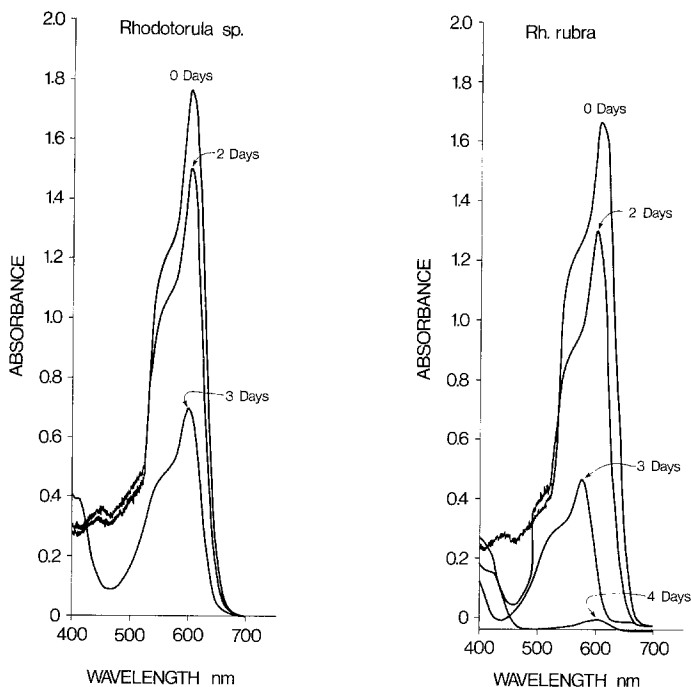 Rhodotorula sp.
2.0
1.8
1.6
1.4
1.2
1.0
0.8
0.6
0.4
0.2
0
ABSORBANCE
0 Days
2 Days
3 Days
400 500 600 700
WAVELENGTH nm
Rh. rubra
2.0
1.8
1.6
1.4
1.2
1.0
0.8
0.6
0.4
0.2
0
ABSORBANCE
0 Days
2 Days
3 Days
4 Days
400 500 600 700
WAVELENGTH nm